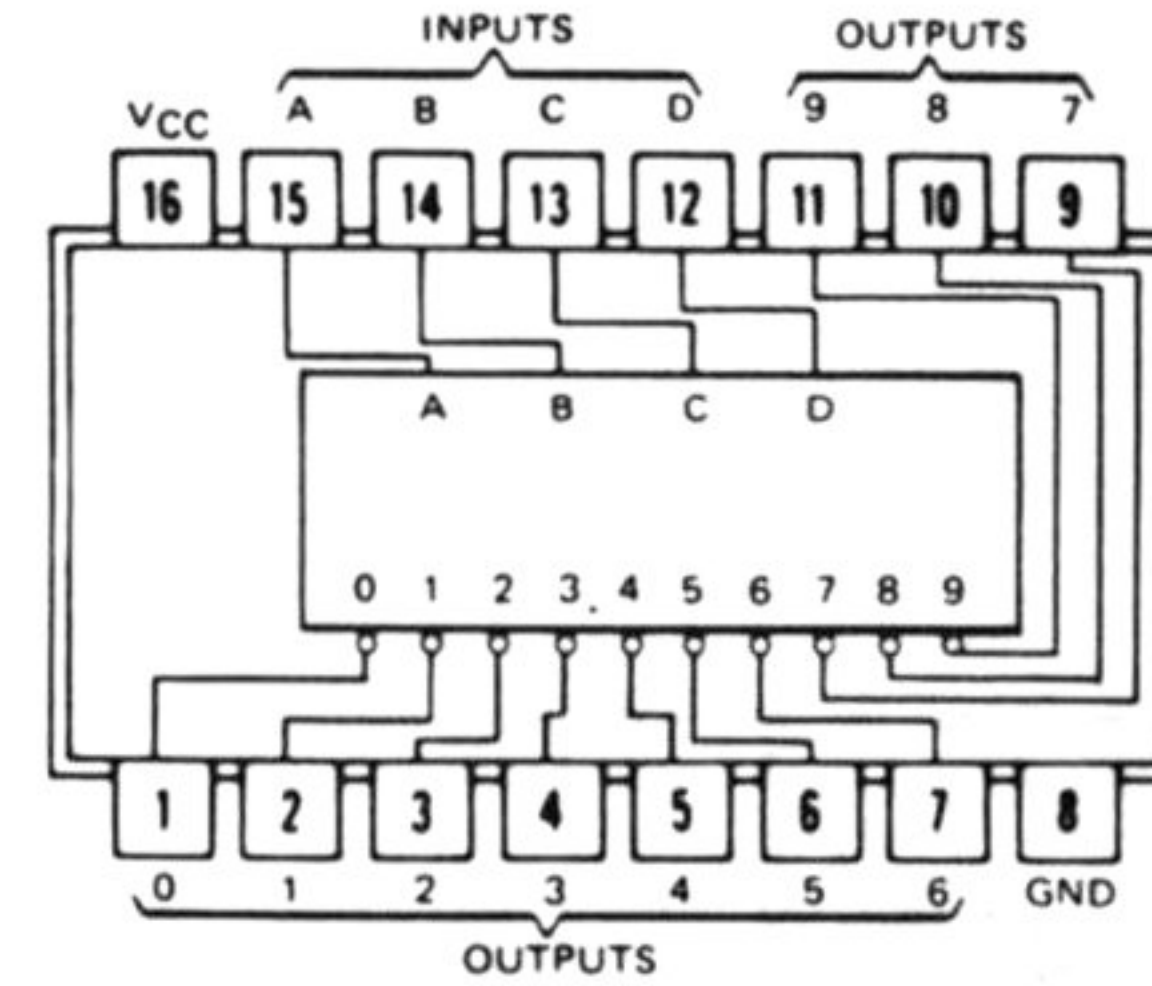 INPUTS OUTPUTS
VCC A B C D 9 8 7
16 15 14 13 12 11 10 9
A B C D
0 1 2 3 . 4 5 6 7 8 9
1 2 3 4 5 6 7 8
0 1 2 3 4 5 6 GND
OUTPUTS